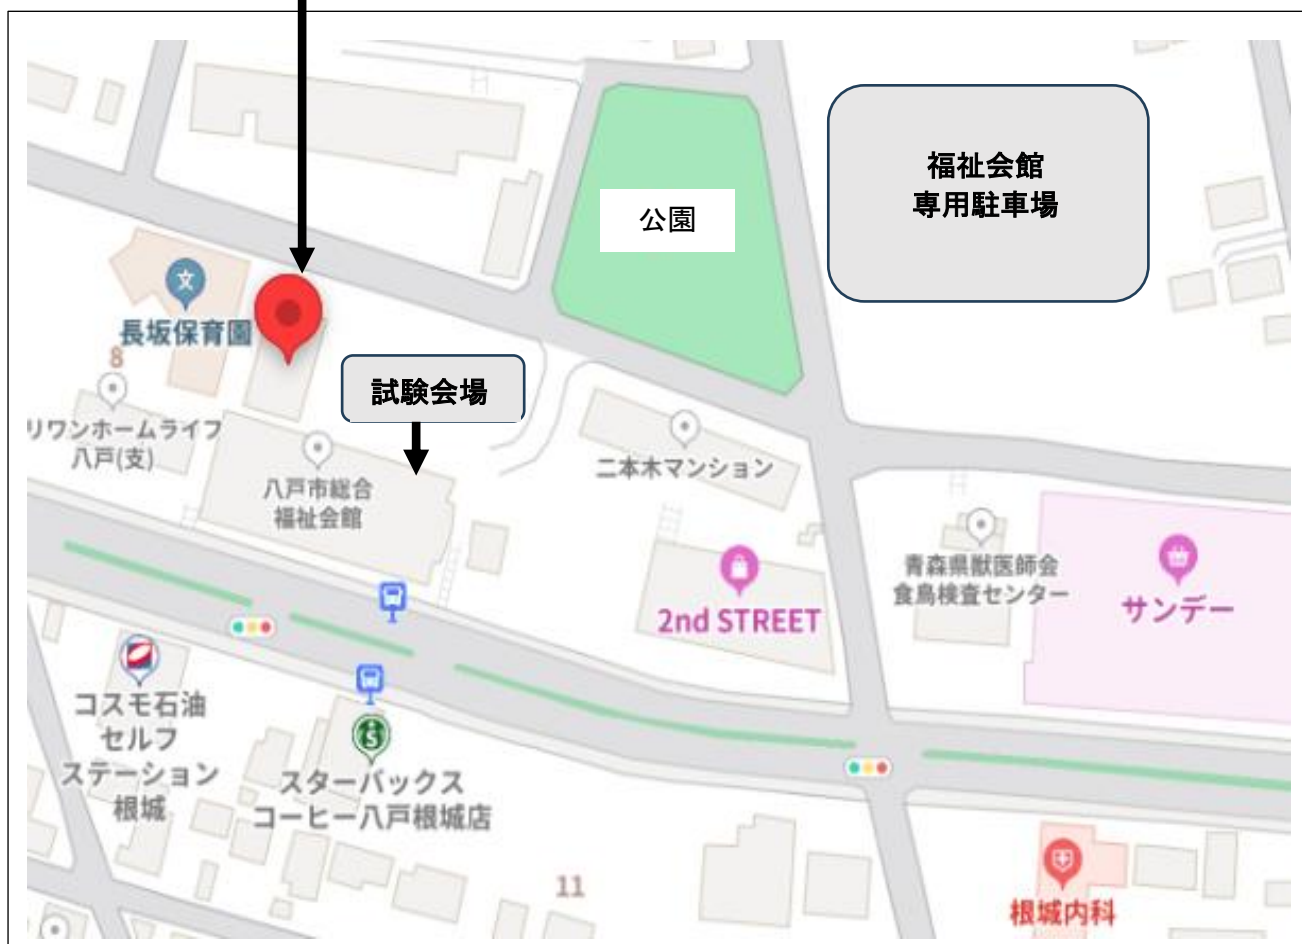 福祉会館
専用駐車場
公園
長坂保育園
8
試験会場
リワンホームライフ
八戸(支)
八戸市総合
福祉会館
二本木マンション
2nd STREET
青森県獣医師会
食鳥検査センター
サンデー
コスモ石油
セルフ
ステーション
根城
スターバックス
コーヒー八戸根城店
11
根城内科